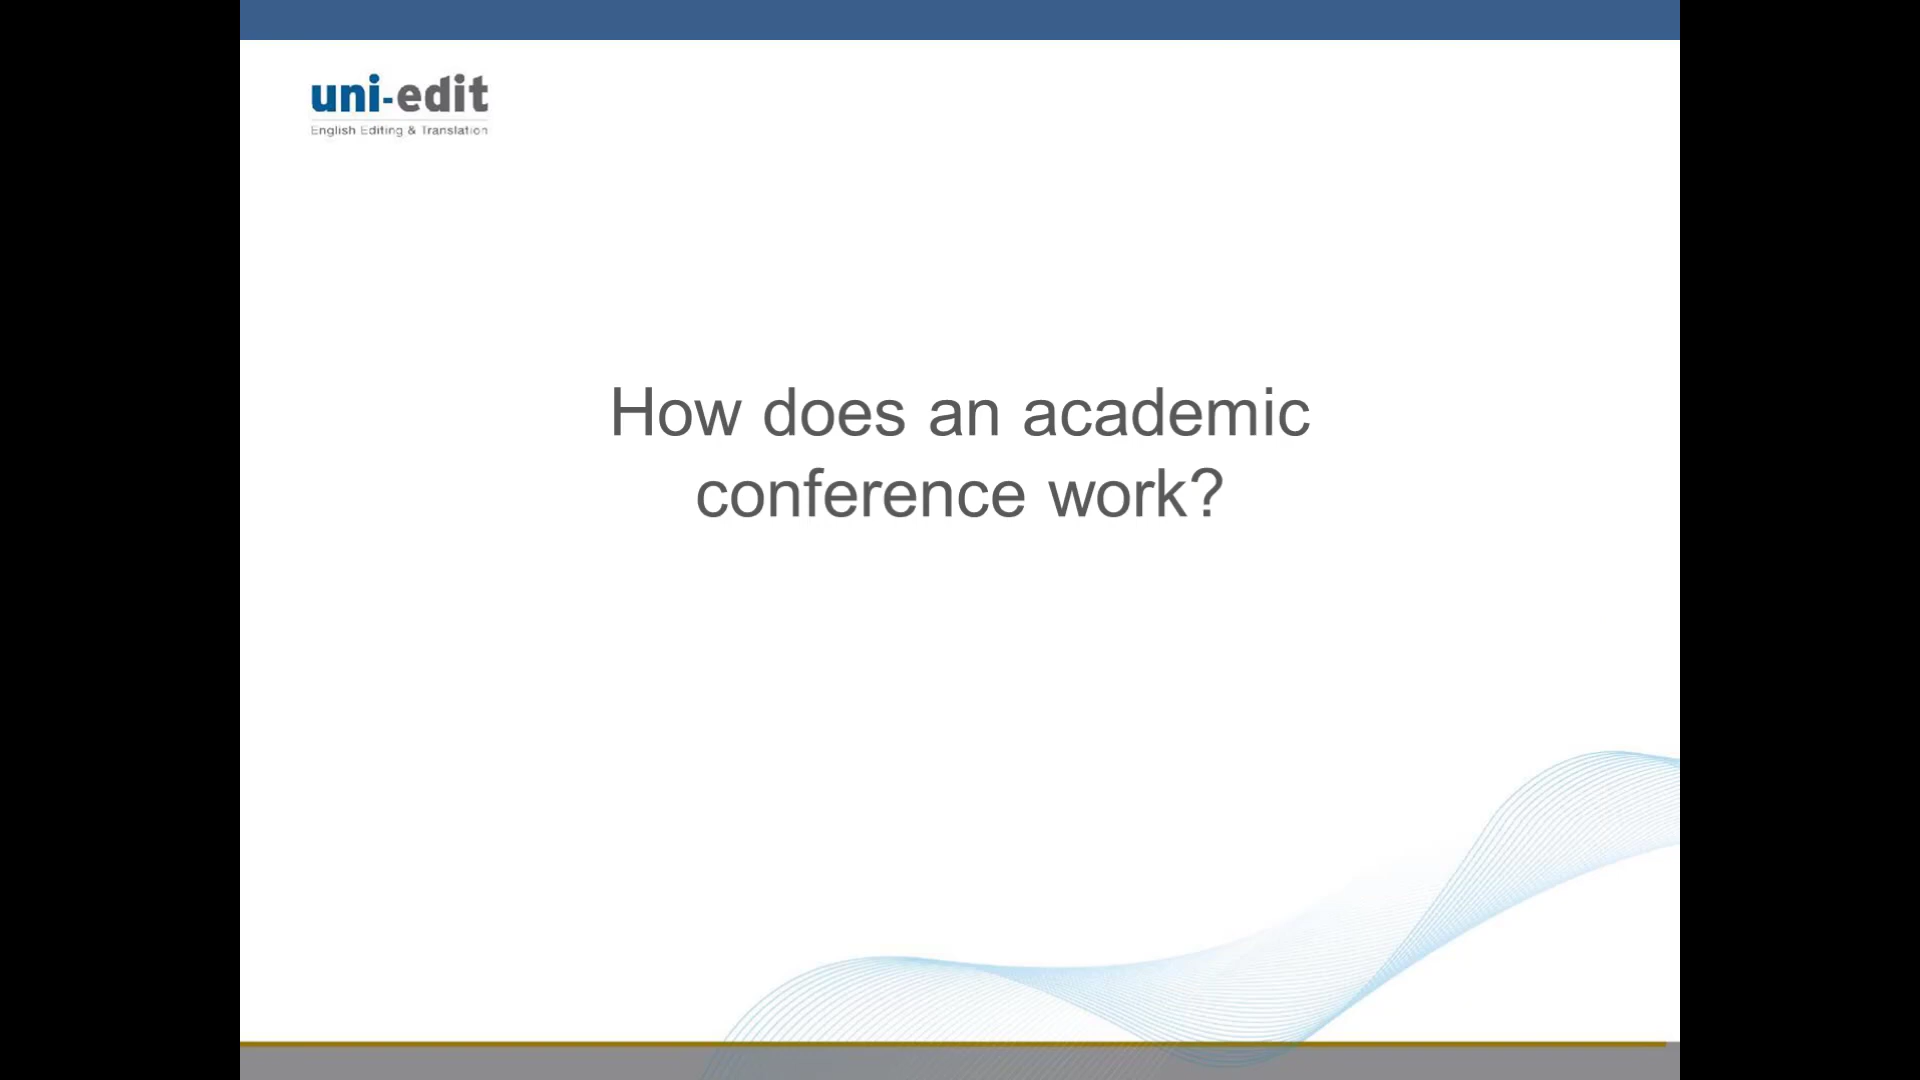 uni-edit
English Editing & Translation
How does an academic
conference work?